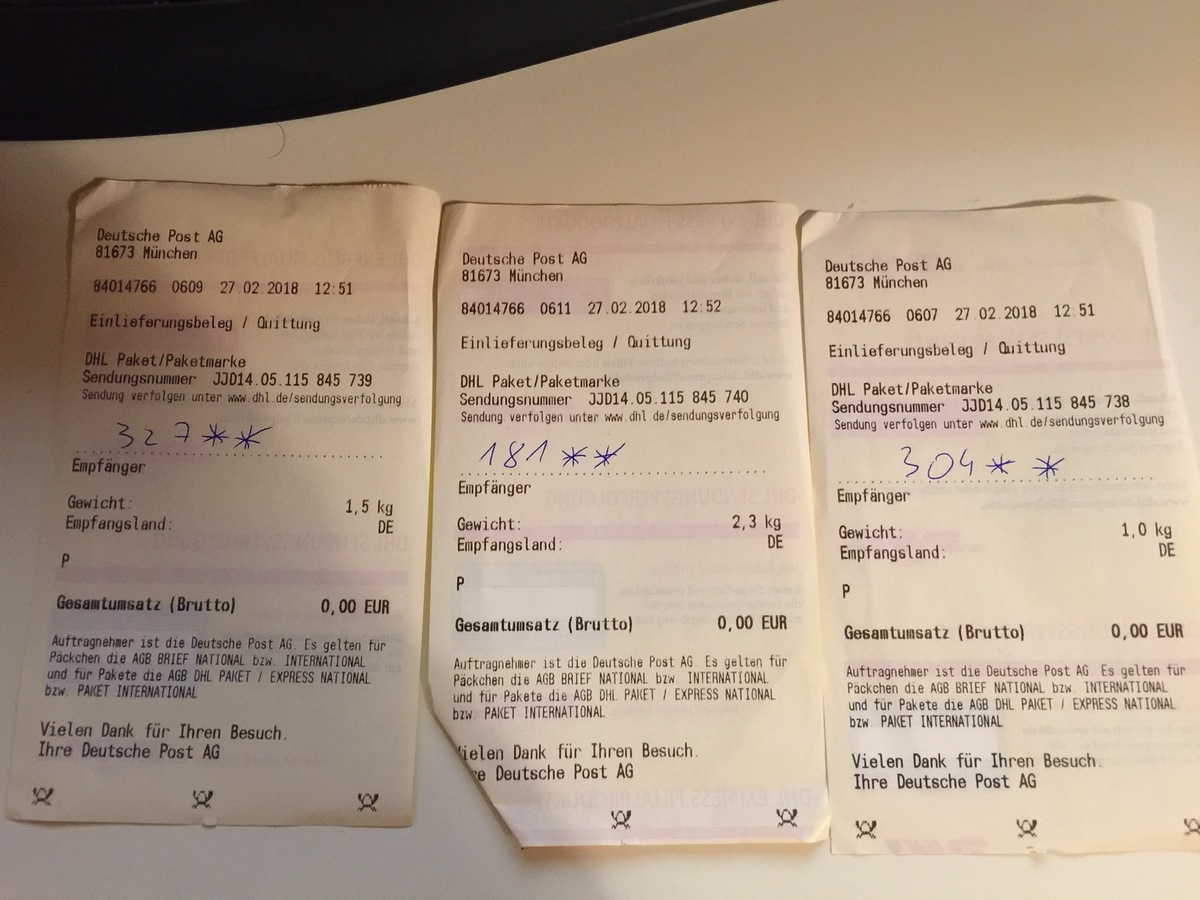 Deutsche Post AG
81673 München
84014766 0609 27.02.2018 12:51
Einlieferungsbeleg / Quittung
DHL Paket/Paketmarke
Sendungsnummer JJD14.05.115 845 739
Sendung verfolgen unter www.dhl.de/sendungsverfolgung
327**
Empfänger
Gewicht: 1,5 kg
Empfangsland: DE
P
Gesamtumsatz (Brutto) 0,00 EUR
Auftragnehmer ist die Deutsche Post AG. Es gelten für
Päckchen die AGB BRIEF NATIONAL bzw. INTERNATIONAL
und für Pakete die AGB DHL PAKET / EXPRESS NATIONAL
bzw. PAKET INTERNATIONAL
Vielen Dank für Ihren Besuch.
Ihre Deutsche Post AG
Deutsche Post AG
81673 München
84014766 0611 27.02.2018 12:52
Einlieferungsbeleg / Quittung
DHL Paket/Paketmarke
Sendungsnummer JJD14.05.115 845 740
Sendung verfolgen unter www.dhl.de/sendungsverfolgung
181**
Empfänger
Gewicht: 2,3 kg
Empfangsland: DE
P
Gesamtumsatz (Brutto) 0,00 EUR
Auftragnehmer ist die Deutsche Post AG. Es gelten für
Päckchen die AGB BRIEF NATIONAL bzw. INTERNATIONAL
und für Pakete die AGB DHL PAKET / EXPRESS NATIONAL
bzw. PAKET INTERNATIONAL
ielen Dank für Ihren Besuch.
re Deutsche Post AG
Deutsche Post AG
81673 München
84014766 0607 27.02.2018 12:51
Einlieferungsbeleg / Quittung
DHL Paket/Paketmarke
Sendungsnummer JJD14.05.115 845 738
Sendung verfolgen unter www.dhl.de/sendungsverfolgung
304**
Empfänger
Gewicht: 1,0 kg
Empfangsland: DE
P
Gesamtumsatz (Brutto) 0,00 EUR
Auftragnehmer ist die Deutsche Post AG. Es gelten für
Päckchen die AGB BRIEF NATIONAL bzw. INTERNATIONAL
und für Pakete die AGB DHL PAKET / EXPRESS NATIONAL
bzw. PAKET INTERNATIONAL
Vielen Dank für Ihren Besuch.
Ihre Deutsche Post AG